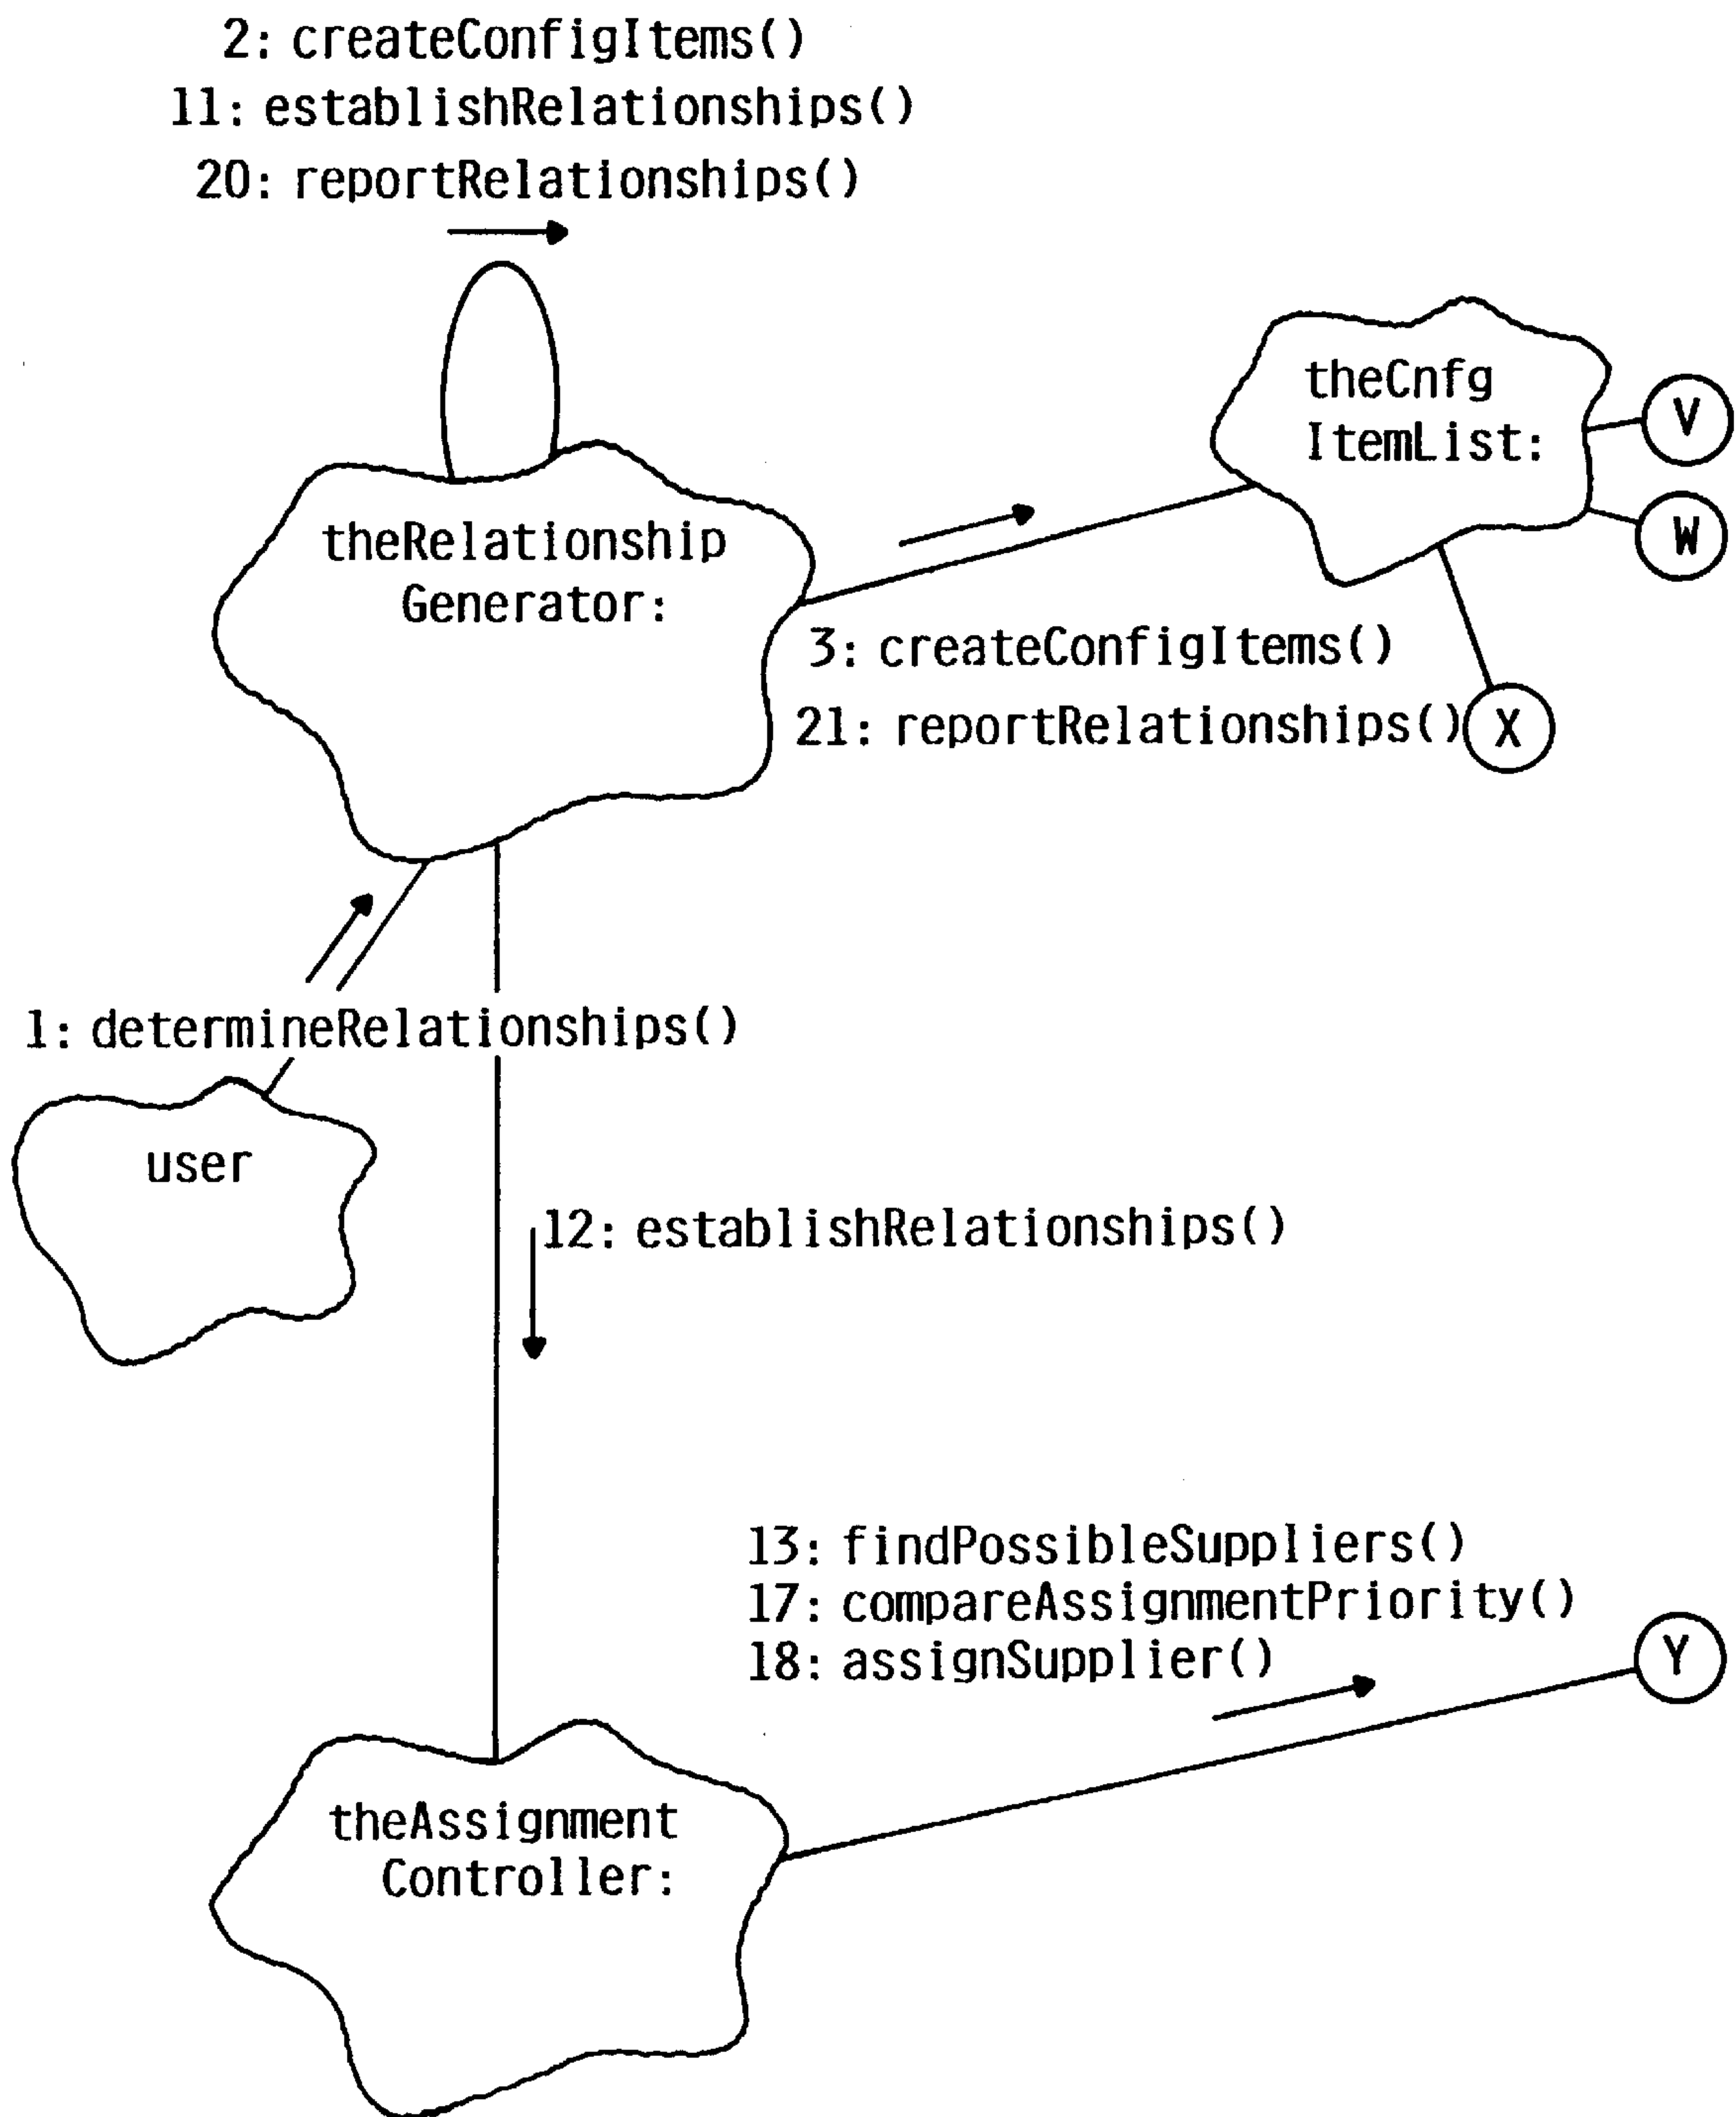 2: createConfigItems()
11: establishRelationships()
20: reportRelationships()
theCnfg
ItemList:
V
W
theRelationship
Generator:
3: createConfigItems()
21: reportRelationships()
X
1: determineRelationships()
user
12: establishRelationships()
13: findPossibleSuppliers()
17: compareAssignmentPriority()
18: assignSupplier()
Y
theAssignment
Controller: